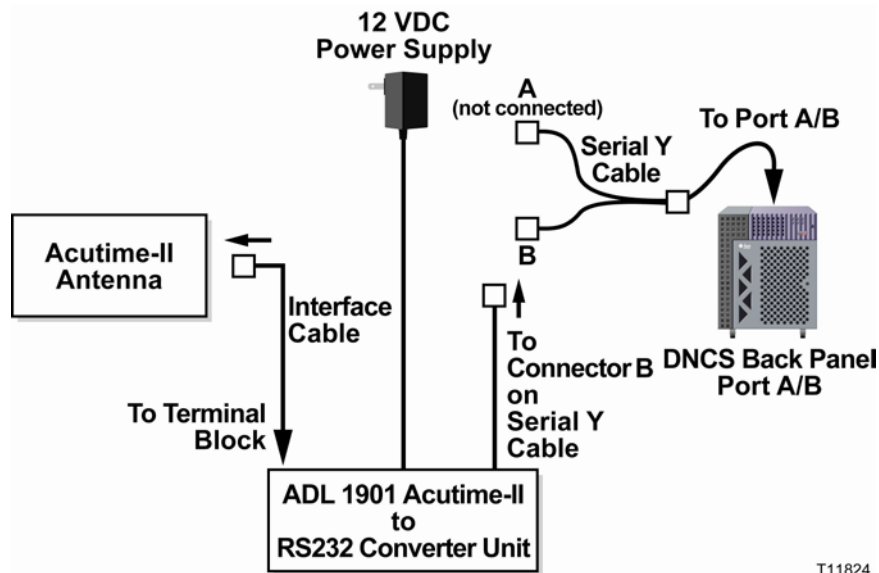 12 VDC
Power Supply
A
(not connected)
Serial Y
Cable
To Port A/B
B
Acutime-II
Antenna
Interface
Cable
To Terminal
Block
To
Connector B
on
Serial Y
Cable
DNCS Back Panel
Port A/B
ADL 1901 Acutime-II
to
RS232 Converter Unit
T11824